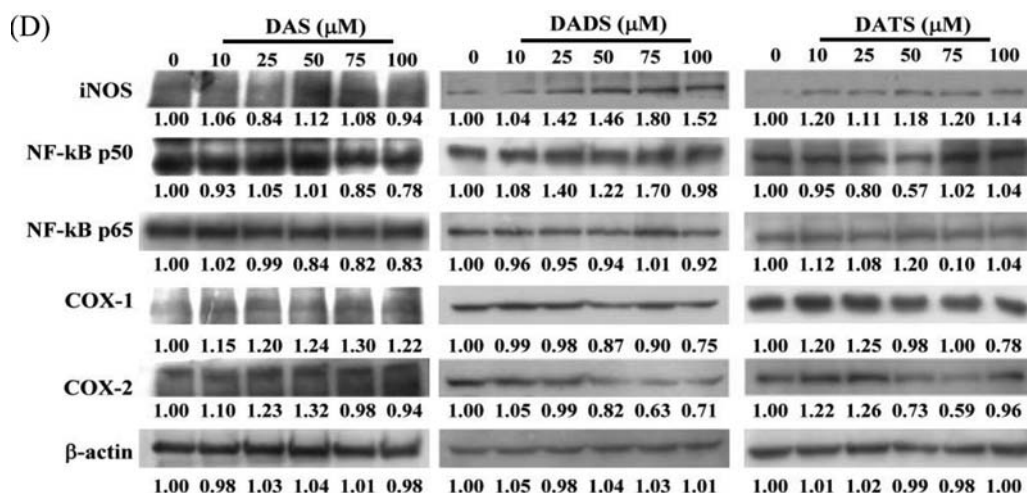 (D)
DAS (μM) DADS (μM) DATS (μM)
0 10 25 50 75 100 0 10 25 50 75 100 0 10 25 50 75 100
iNOS
1.00 1.06 0.84 1.12 1.08 0.94 1.00 1.04 1.42 1.46 1.80 1.52 1.00 1.20 1.11 1.18 1.20 1.14
NF-kB p50
1.00 0.93 1.05 1.01 0.85 0.78 1.00 1.08 1.40 1.22 1.70 0.98 1.00 0.95 0.80 0.57 1.02 1.04
NF-kB p65
1.00 1.02 0.99 0.84 0.82 0.83 1.00 0.96 0.95 0.94 1.01 0.92 1.00 1.12 1.08 1.20 0.10 1.04
COX-1
1.00 1.15 1.20 1.24 1.30 1.22 1.00 0.99 0.98 0.87 0.90 0.75 1.00 1.20 1.25 0.98 1.00 0.78
COX-2
1.00 1.10 1.23 1.32 0.98 0.94 1.00 1.05 0.99 0.82 0.63 0.71 1.00 1.22 1.26 0.73 0.59 0.96
β-actin
1.00 0.98 1.03 1.04 1.01 0.98 1.00 1.05 0.98 1.04 1.03 1.01 1.00 1.01 1.02 0.99 0.98 1.00